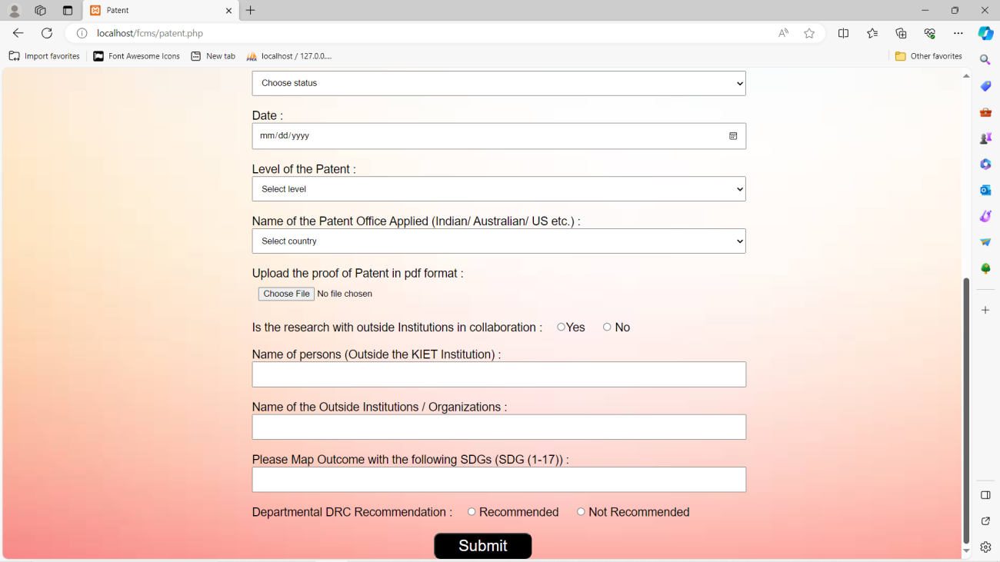 Patent
localhost/fcms/patent.php
Import favorites
Font Awesome Icons
New tab
localhost / 127.0.0....
Other favorites
Choose status
Date :
mm/dd/yyyy
Level of the Patent :
Select level
Name of the Patent Office Applied (Indian/ Australian/ US etc.) :
Select country
Upload the proof of Patent in pdf format :
Choose File No file chosen
Is the research with outside Institutions in collaboration : Yes No
Name of persons (Outside the KIET Institution) :
Name of the Outside Institutions / Organizations :
Please Map Outcome with the following SDGs (SDG (1-17)) :
Departmental DRC Recommendation : Recommended Not Recommended
Submit